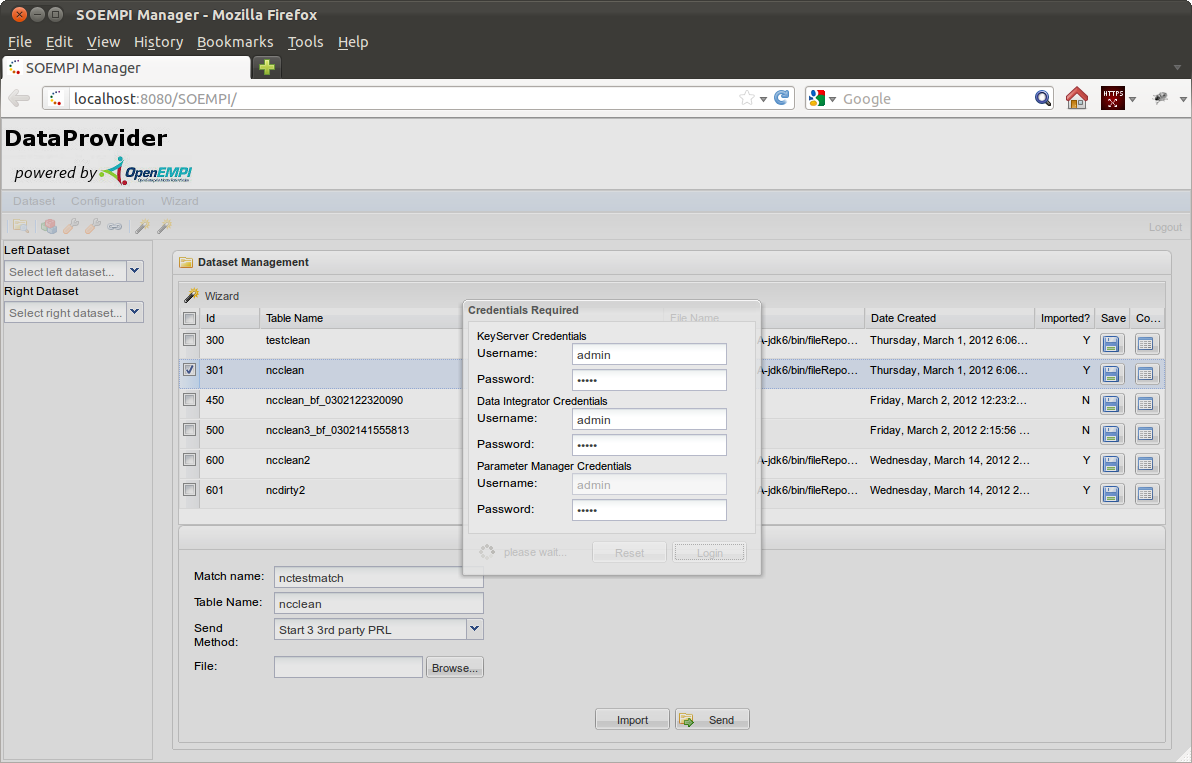 SOEMPI Manager - Mozilla Firefox
File Edit View History Bookmarks Tools Help
SOEMPI Manager
localhost:8080/SOEMPI/
Google
HTTPS
DataProvider
powered by OpenEMPI
Dataset Configuration Wizard
Logout
Left Dataset
Select left dataset...
Right Dataset
Select right dataset...
Dataset Management
Wizard
Id Table Name File Name Date Created Imported? Save Co...
300 testclean A-jdk6/bin/fileRepo... Thursday, March 1, 2012 6:06... Y
301 ncclean A-jdk6/bin/fileRepo... Thursday, March 1, 2012 6:06... Y
450 ncclean_bf_0302122320090 Friday, March 2, 2012 12:23:2... N
500 ncclean3_bf_0302141555813 Friday, March 2, 2012 2:15:56 ... N
600 ncclean2 A-jdk6/bin/fileRepo... Wednesday, March 14, 2012 2... Y
601 ncdirty2 A-jdk6/bin/fileRepo... Wednesday, March 14, 2012 2... Y
Credentials Required
KeyServer Credentials
Username: admin
Password: •••••
Data Integrator Credentials
Username: admin
Password: •••••
Parameter Manager Credentials
Username: admin
Password: •••••
please wait... Reset Login
Match name: nctestmatch
Table Name: ncclean
Send Method: Start 3 3rd party PRL
File: Browse...
Import Send